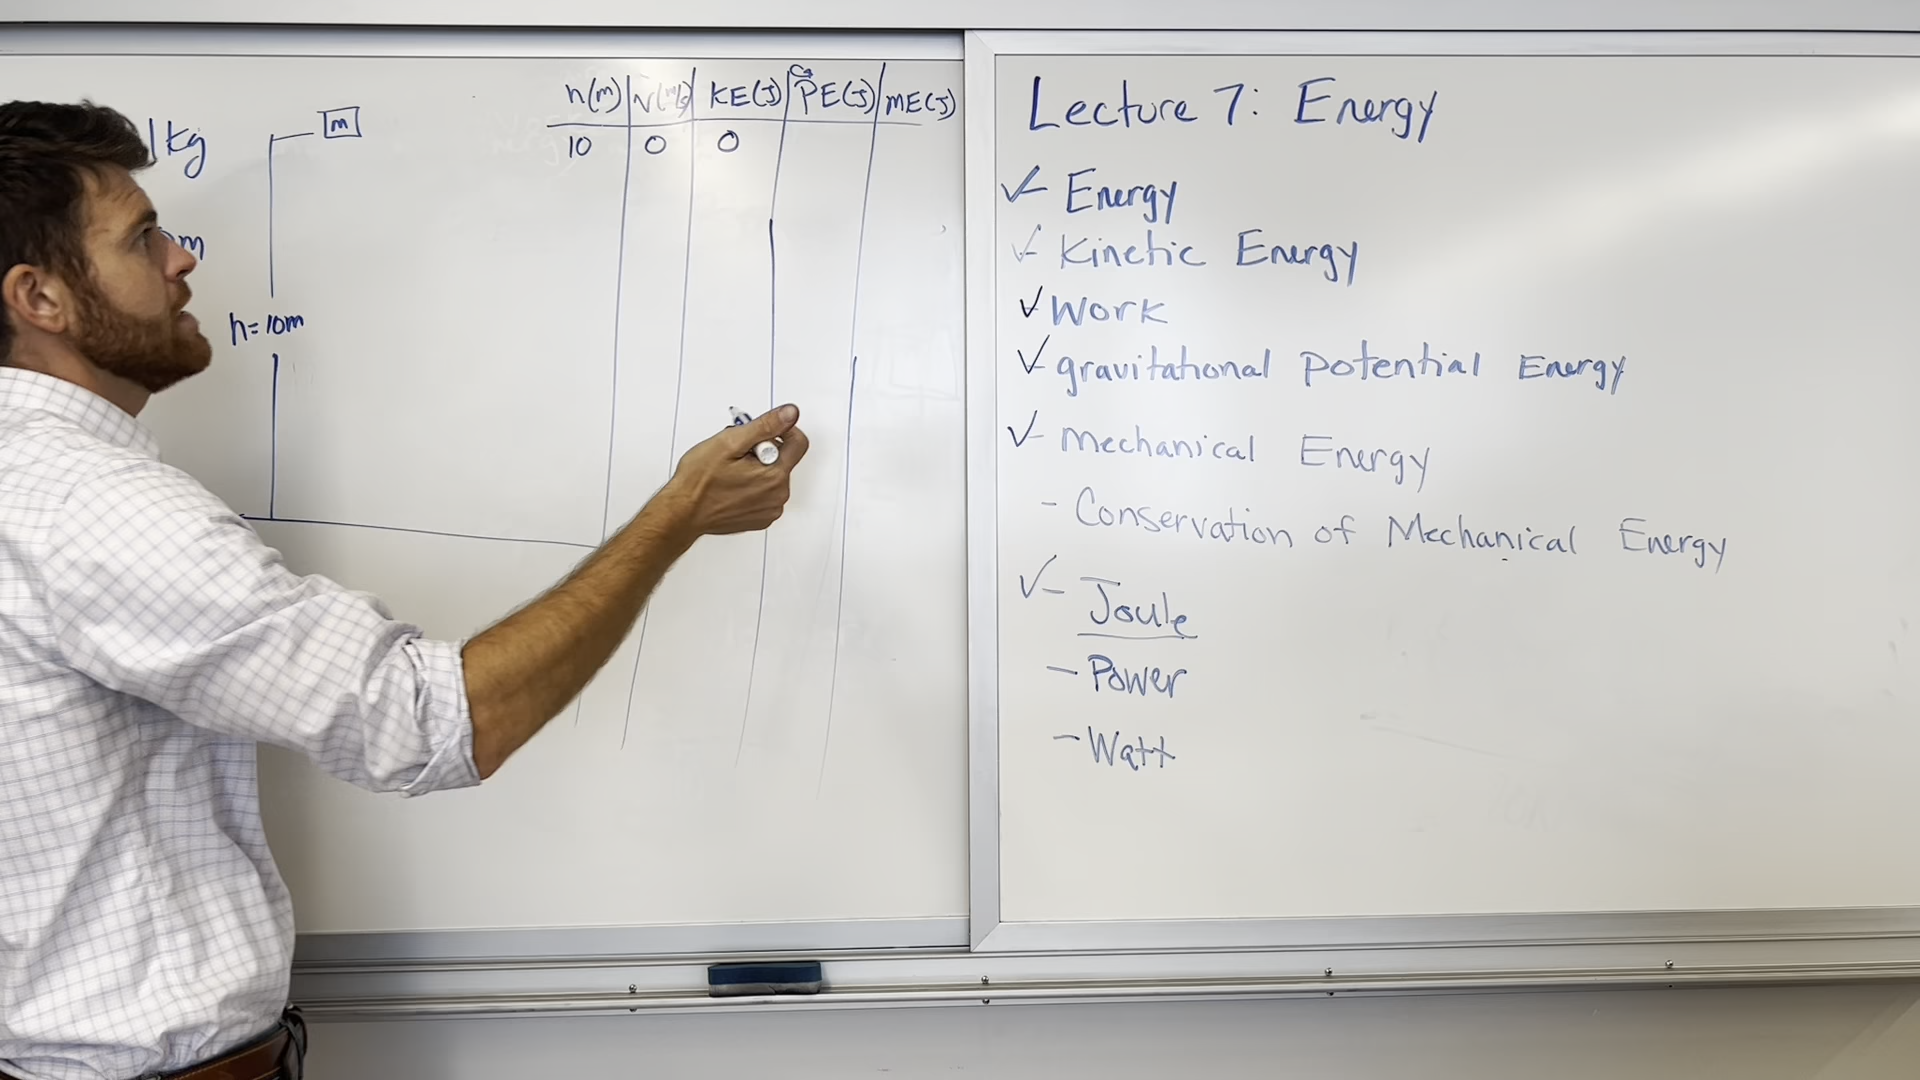 1kg
m
m
h=10m
h(m) v(m/s) KE(J) GPE(J) ME(J)
10 0 0
Lecture 7: Energy
✓- Energy
✓- Kinetic Energy
✓ Work
✓- gravitational Potential Energy
✓- Mechanical Energy
- Conservation of Mechanical Energy
✓- Joule
- Power
- Watt